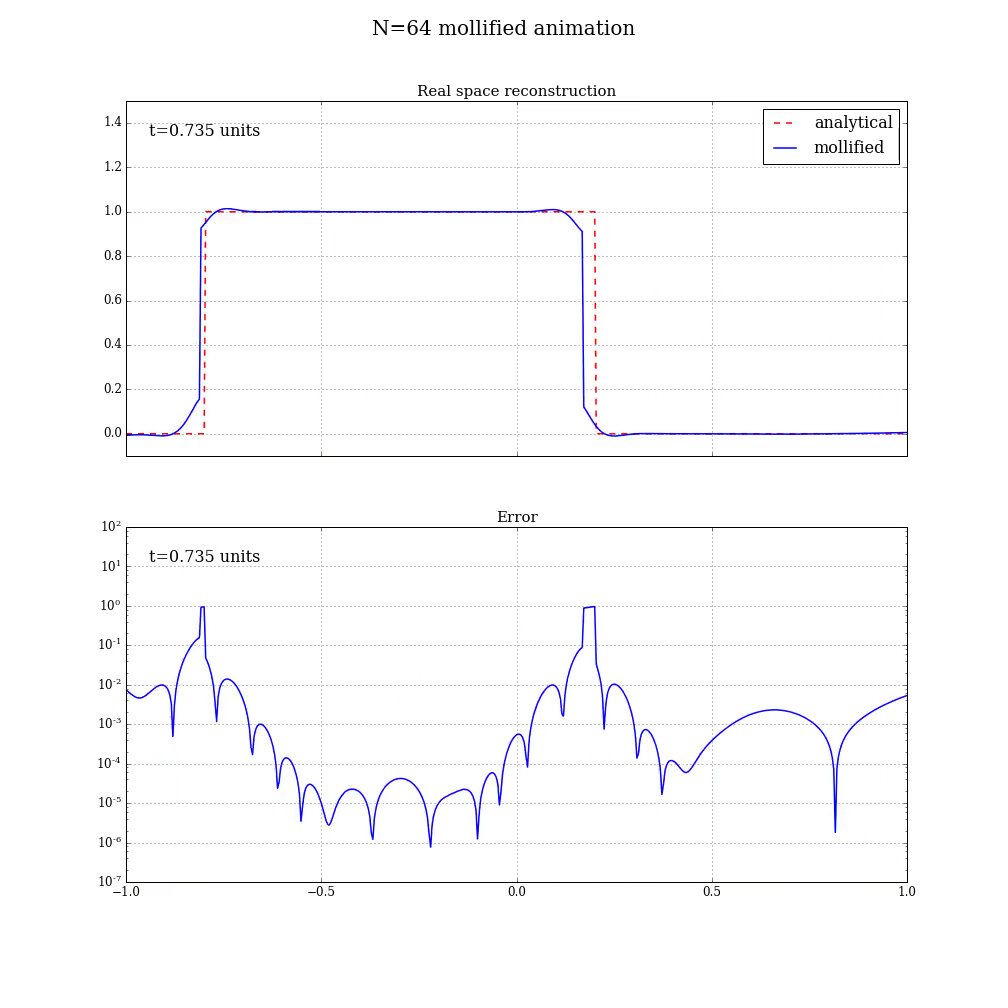 N=64 mollified animation
Real space reconstruction
t=0.735 units
analytical
mollified
1.4
1.2
1.0
0.8
0.6
0.4
0.2
0.0
Error
t=0.735 units
10²
10¹
10⁰
10⁻¹
10⁻²
10⁻³
10⁻⁴
10⁻⁵
10⁻⁶
10⁻⁷
−1.0 −0.5 0.0 0.5 1.0